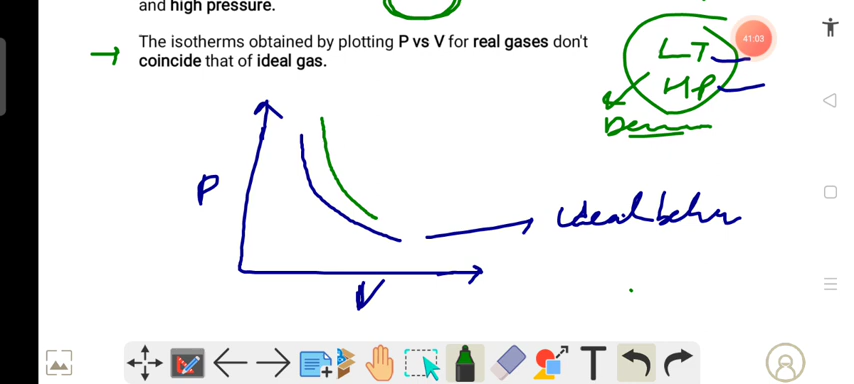 and high pressure.
The isotherms obtained by plotting P vs V for real gases don't
coincide that of ideal gas.
LT
HP
41:03
P
V
ideal
T